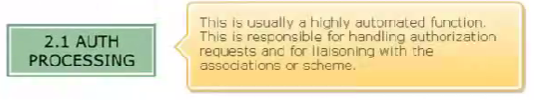 2.1 AUTH
PROCESSING
This is usually a highly automated function.
This is responsible for handling authorization
requests and for liaisoning with the
associations or scheme.